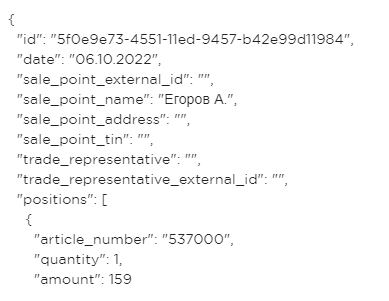 {
"id": "5f0e9e73-4551-11ed-9457-b42e99d11984",
"date": "06.10.2022",
"sale_point_external_id": "",
"sale_point_name": "Егоров А.",
"sale_point_address": "",
"sale_point_tin": "",
"trade_representative": "",
"trade_representative_external_id": "",
"positions": [
{
"article_number": "537000",
"quantity": 1,
"amount": 159